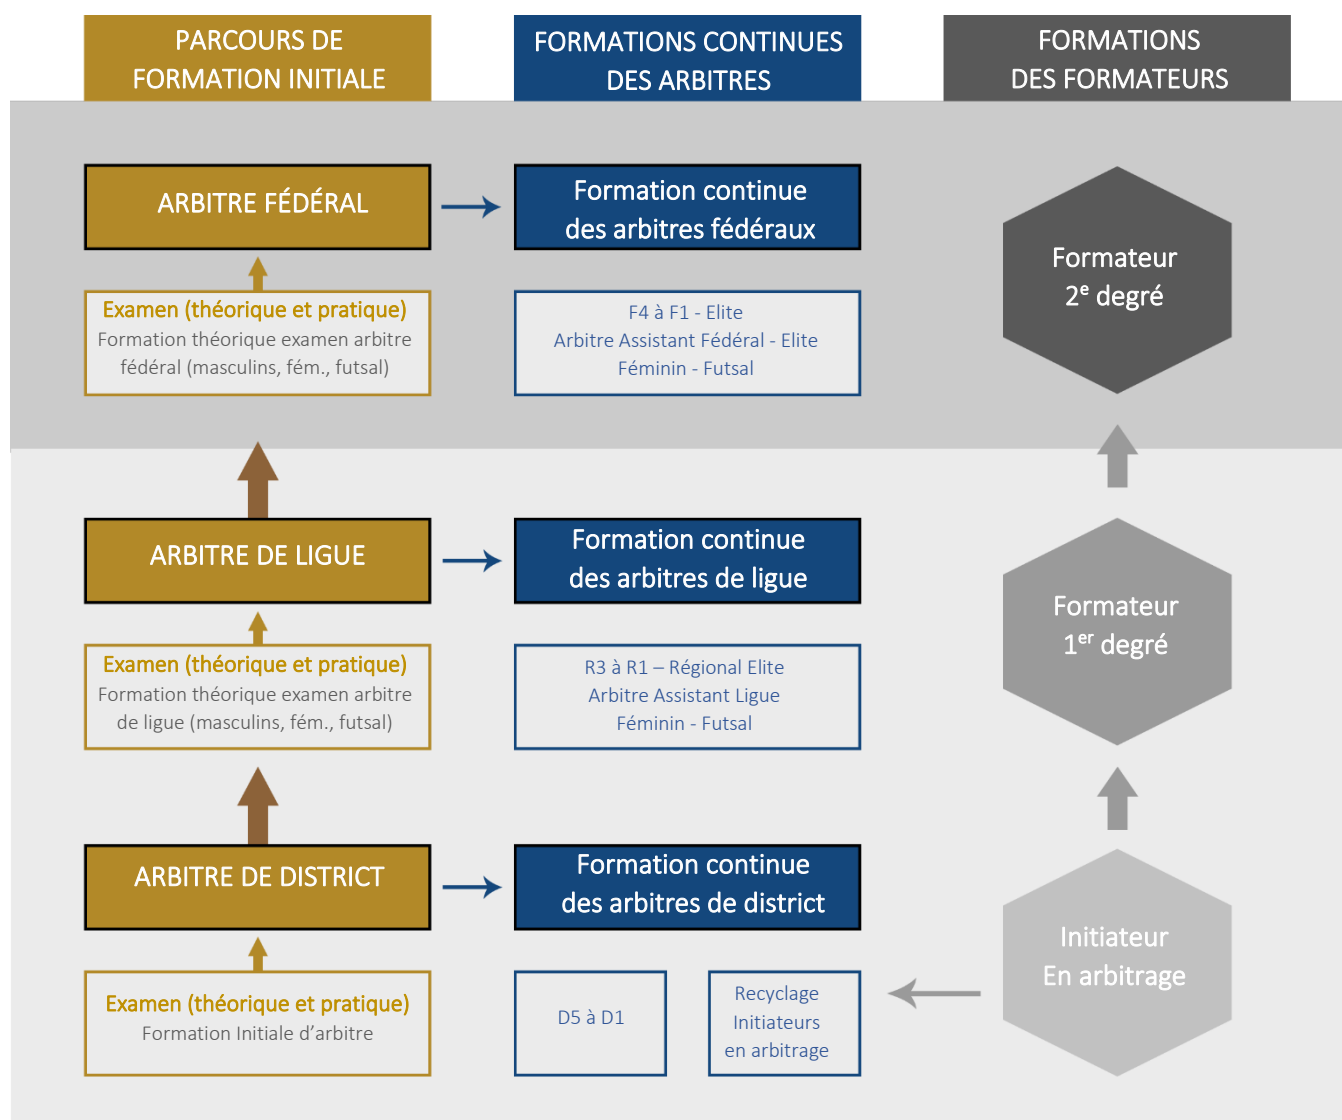 PARCOURS DE
FORMATION INITIALE
FORMATIONS CONTINUES
DES ARBITRES
FORMATIONS
DES FORMATEURS
ARBITRE FÉDÉRAL
Formation continue
des arbitres fédéraux
Formateur
2e degré
Examen (théorique et pratique)
Formation théorique examen arbitre
fédéral (masculins, fém., futsal)
F4 à F1 - Elite
Arbitre Assistant Fédéral - Elite
Féminin - Futsal
ARBITRE DE LIGUE
Formation continue
des arbitres de ligue
Formateur
1er degré
Examen (théorique et pratique)
Formation théorique examen arbitre
de ligue (masculins, fém., futsal)
R3 à R1 – Régional Elite
Arbitre Assistant Ligue
Féminin - Futsal
ARBITRE DE DISTRICT
Formation continue
des arbitres de district
Initiateur
En arbitrage
Examen (théorique et pratique)
Formation Initiale d’arbitre
D5 à D1
Recyclage
Initiateurs
en arbitrage